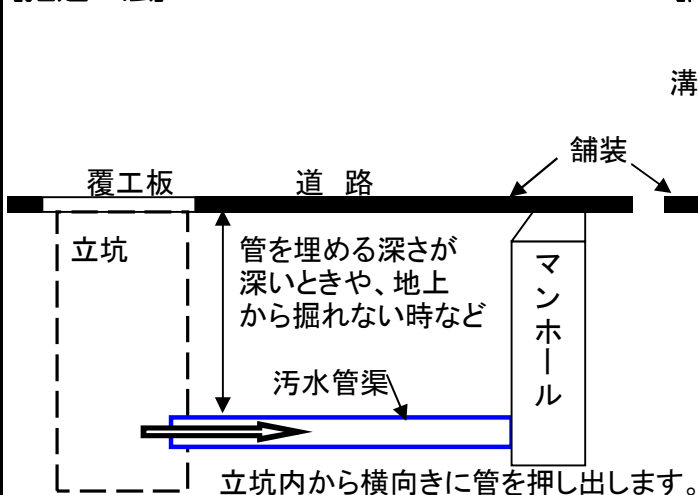 溝
舗装
覆工板
道 路
立坑
管を埋める深さが
深いときや、地上
から掘れない時など
マンホール
汚水管渠
立坑内から横向きに管を押し出します。